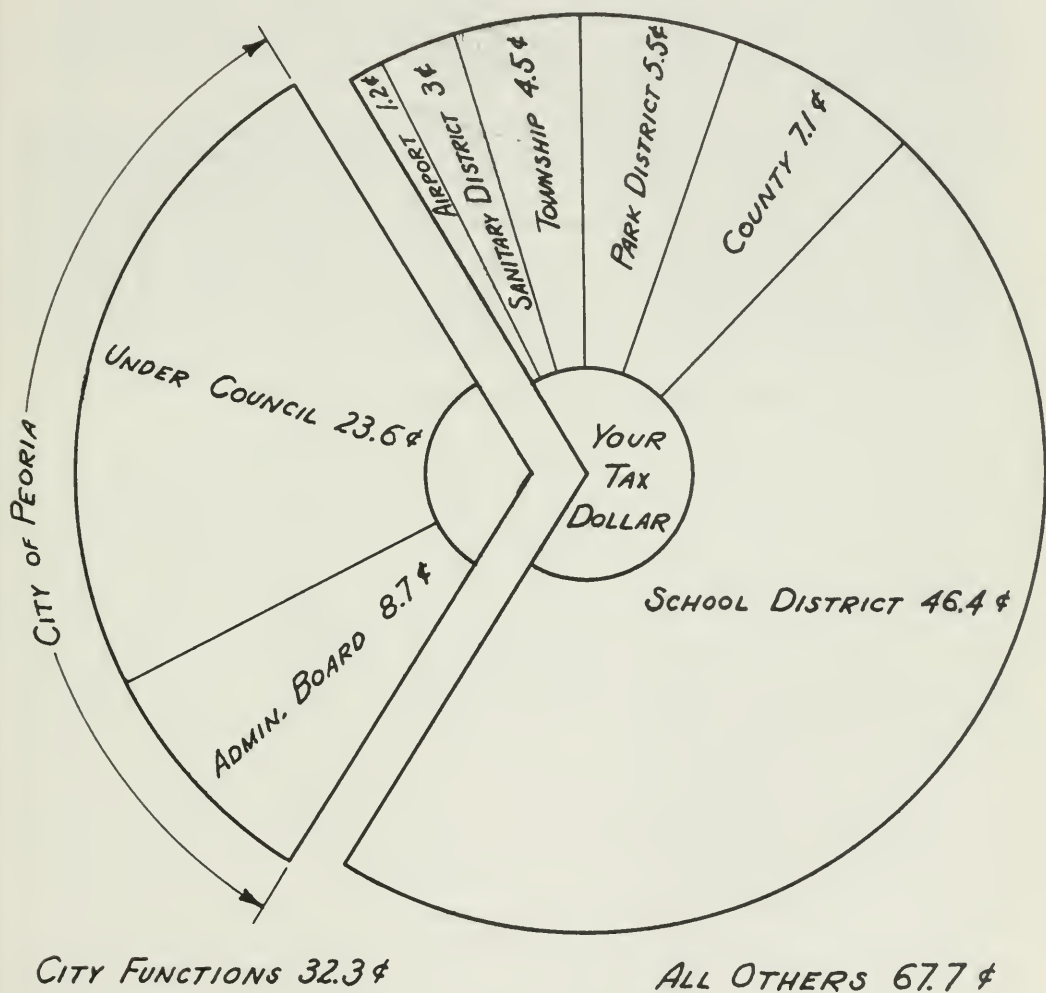 AIRPORT 1.2¢
SANITARY DISTRICT 3¢
TOWNSHIP 4.5¢
PARK DISTRICT 5.5¢
COUNTY 7.1¢
SCHOOL DISTRICT 46.4¢
YOUR
TAX
DOLLAR
CITY OF PEORIA
UNDER COUNCIL 23.6¢
ADMIN. BOARD 8.7¢
CITY FUNCTIONS 32.3¢
ALL OTHERS 67.7¢